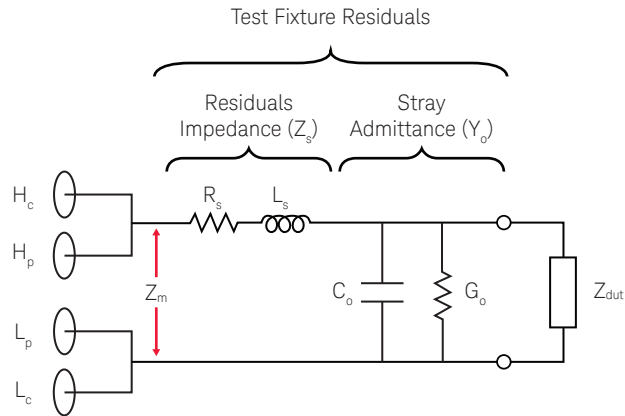 Test Fixture Residuals
Residuals
Impedance (Zs)
Stray
Admittance (Yo)
Hc
Rs
Ls
Hp
Zm
Co
Go
Zdut
Lp
Lc